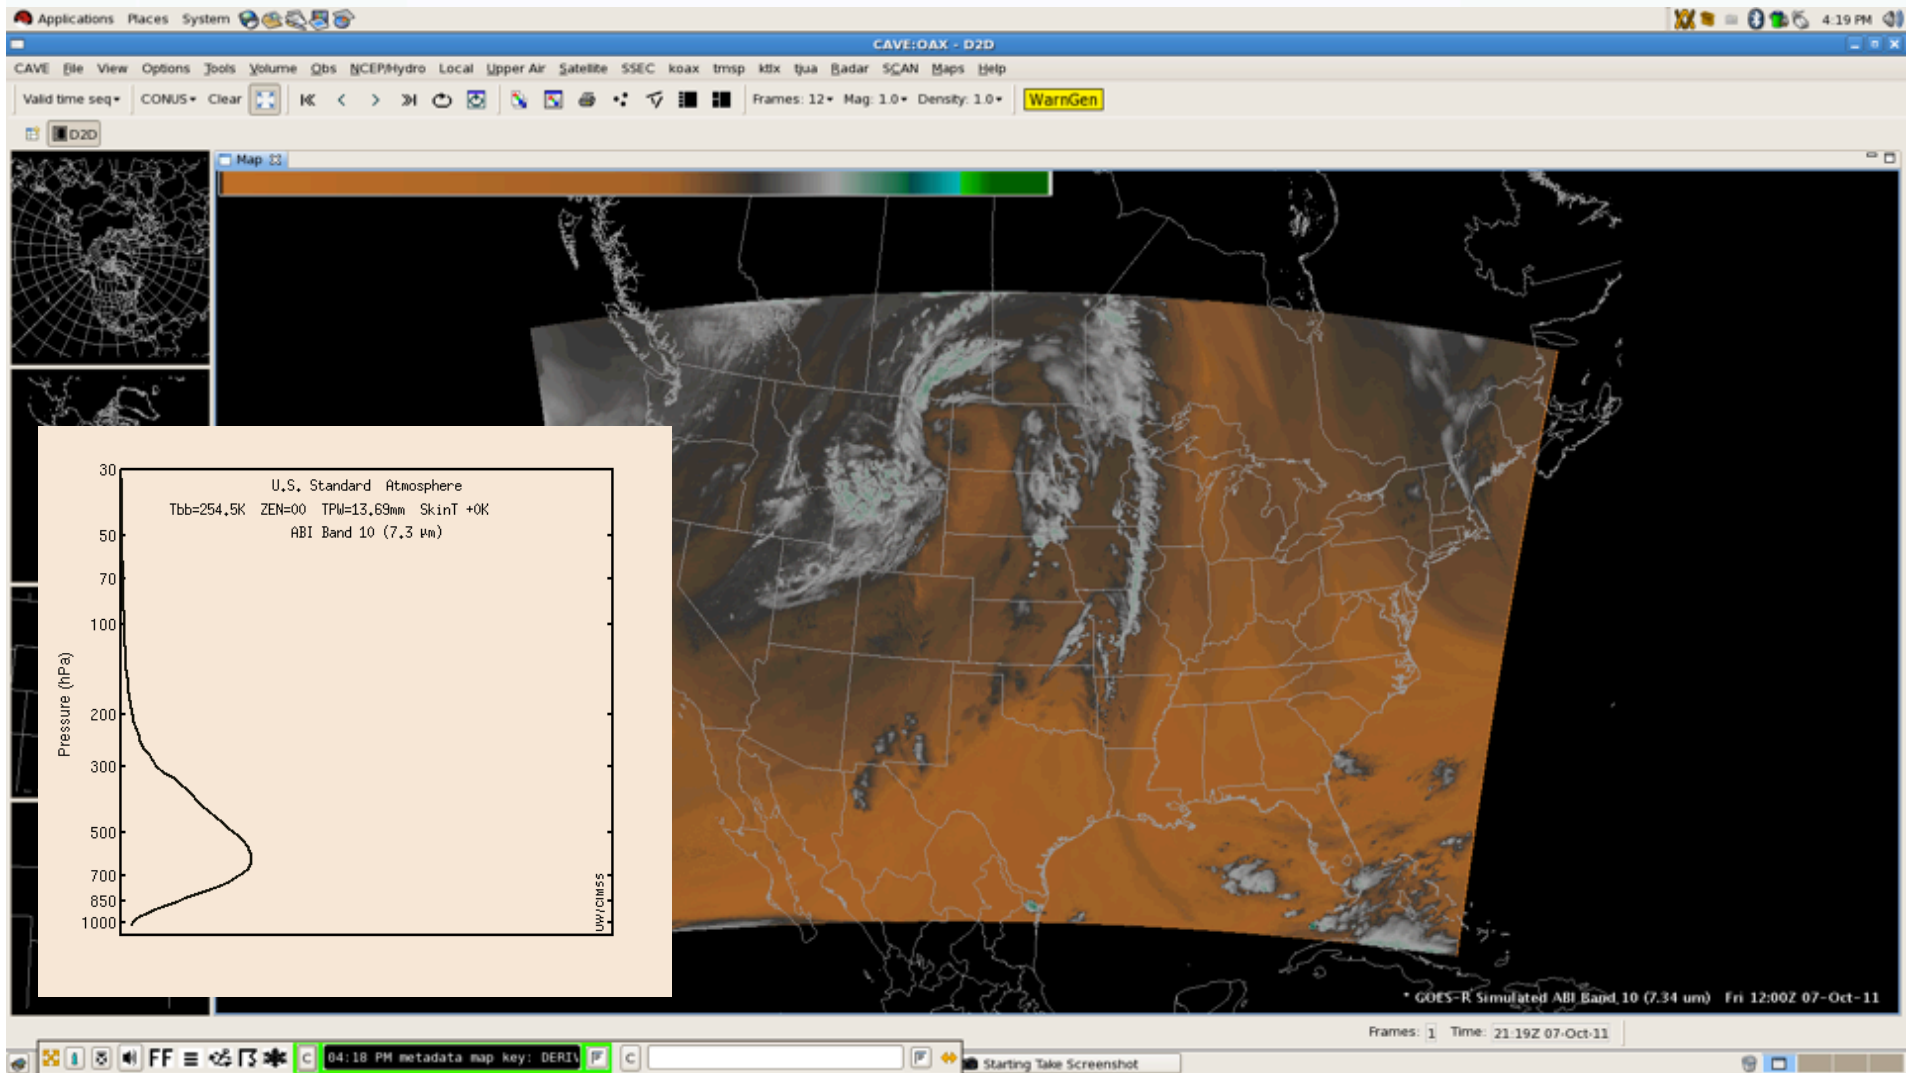 Applications Places System 4:19 PM
CAVE:OAX - D2D
CAVE File View Options Tools Volume Obs NCEP/Hydro Local Upper Air Satellite SSEC koax tmsp ktlx tjua Radar SCAN Maps Help
Valid time seq CONUS Clear Frames: 12 Mag: 1.0 Density: 1.0 WarnGen
D2D
Map
30
U.S. Standard Atmosphere
Tbb=254.5K ZEN=00 TPW=13.69mm SkinT +0K
ABI Band 10 (7.3 µm)
50
70
100
Pressure (hPa)
200
300
500
700
850
1000
UW/CIMSS
* GOES-R Simulated ABI Band 10 (7.34 um) Fri 12:00Z 07-Oct-11
Frames: 1 Time: 21:19Z 07-Oct-11
FF C 04:18 PM metadata map key: DERIV F C F Starting Take Screenshot